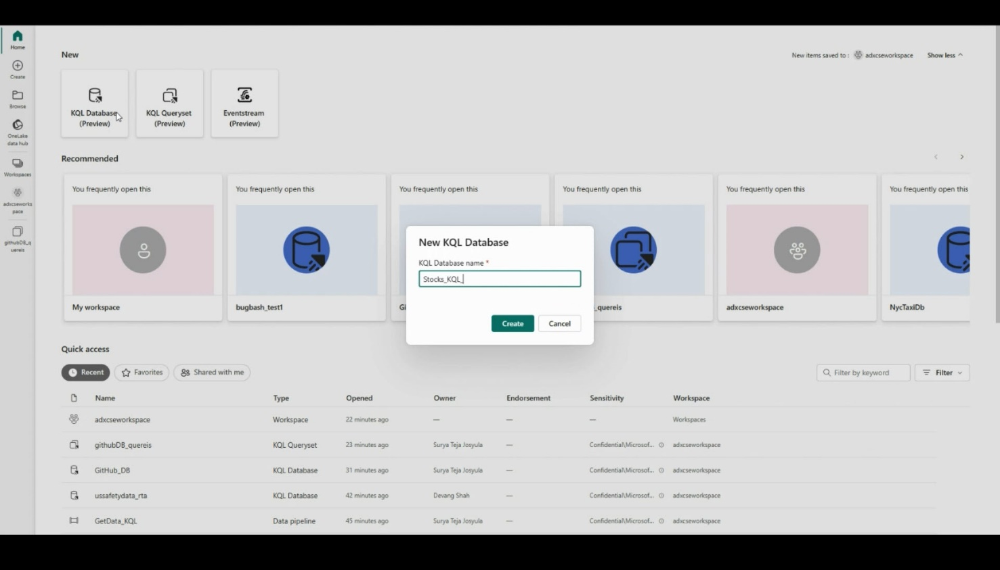 Home
Create
Browse
OneLake
data hub
Workspaces
adxcseworks
pace
githubDB_q
uereis
New
New items saved to :
adxcseworkspace
Show less
KQL Database
(Preview)
KQL Queryset
(Preview)
Eventstream
(Preview)
Recommended
You frequently open this
My workspace
You frequently open this
bugbash_test1
You frequently open this
Gi
You frequently open this
_quereis
You frequently open this
adxcseworkspace
You frequently open this
NycTaxiDb
New KQL Database
KQL Database name *
Stocks_KQL_
Create
Cancel
Quick access
Recent
Favorites
Shared with me
Filter by keyword
Filter
Name Type Opened Owner Endorsement Sensitivity Workspace
adxcseworkspace Workspace 22 minutes ago — — — Workspaces
githubDB_quereis KQL Queryset 23 minutes ago Surya Teja Josyula — Confidential\Microsof... adxcseworkspace
GitHub_DB KQL Database 31 minutes ago Surya Teja Josyula — Confidential\Microsof... adxcseworkspace
ussafetydata_rta KQL Database 42 minutes ago Devang Shah — Confidential\Microsof... adxcseworkspace
GetData_KQL Data pipeline 45 minutes ago Surya Teja Josyula — Confidential\Microsof... adxcseworkspace